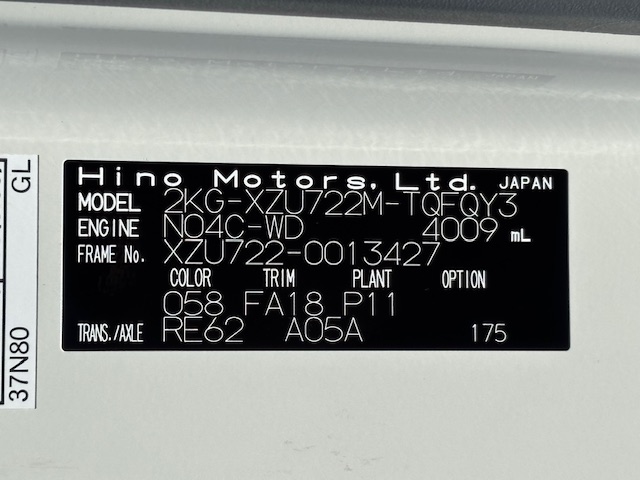 Hino Motors, Ltd. JAPAN
MODEL 2KG-XZU722M-TQFQY3
ENGINE N04C-WD 4009 mL
FRAME No. XZU722-0013427
COLOR TRIM PLANT OPTION
058 FA18 P11
TRANS./AXLE RE62 A05A 175
GL
37N80